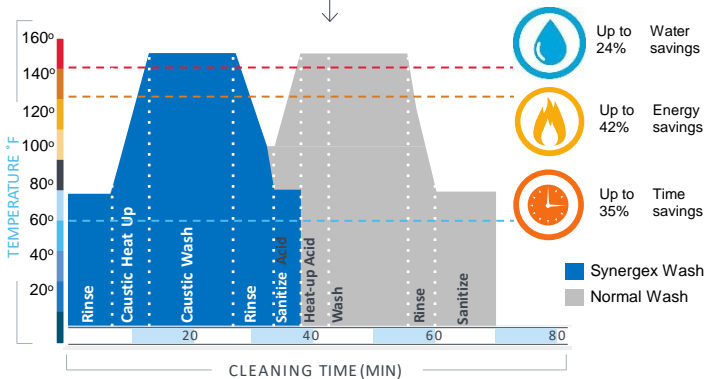 160º
140º
120º
100º
80º
60º
40º
20º
TEMPERATURE ˚F
Rinse
Caustic Heat Up
Caustic Wash
Rinse
Sanitize Acid
Heat-up Acid
Wash
Rinse
Sanitize
20
40
60
80
CLEANING TIME(MIN)
Up to Water
24% savings
Up to Energy
42% savings
Up to Time
35% savings
Synergex Wash
Normal Wash